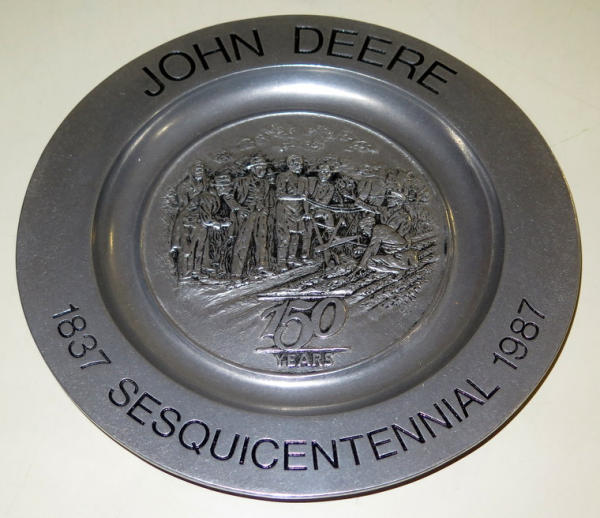 JOHN DEERE
150
YEARS
1837 SESQUICENTENNIAL 1987